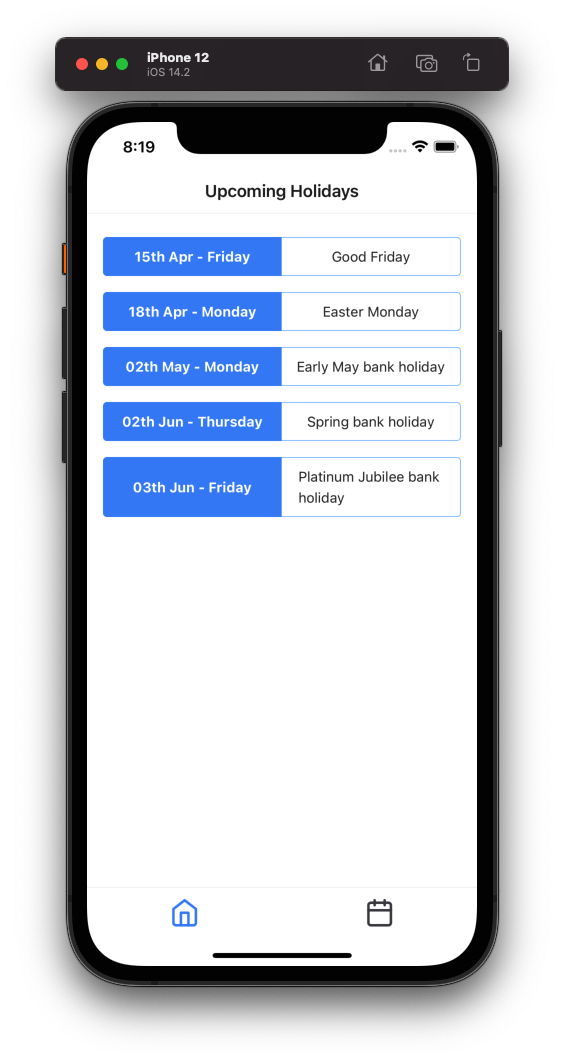 iPhone 12
iOS 14.2
8:19
Upcoming Holidays
15th Apr - Friday Good Friday
18th Apr - Monday Easter Monday
02th May - Monday Early May bank holiday
02th Jun - Thursday Spring bank holiday
03th Jun - Friday Platinum Jubilee bank
holiday